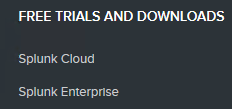 FREE TRIALS AND DOWNLOADS
Splunk Cloud
Splunk Enterprise